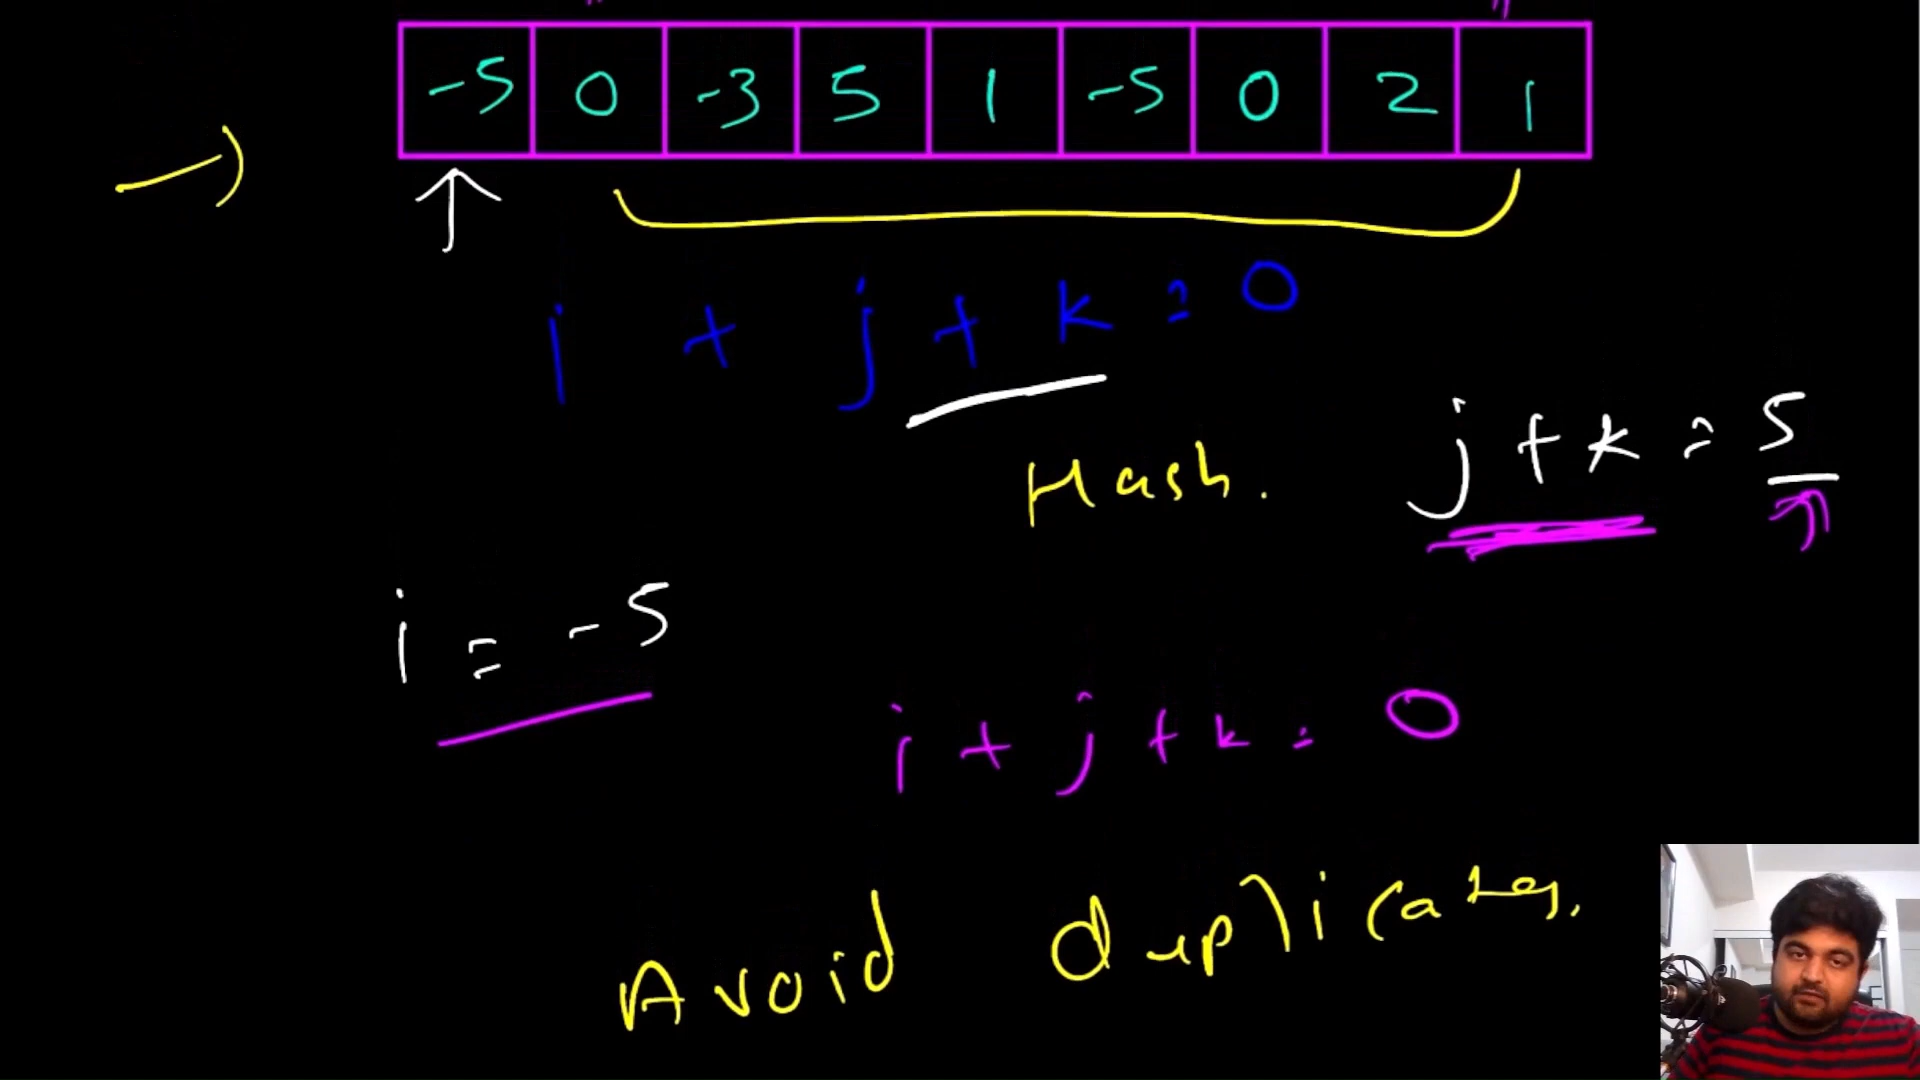 -5 0 -3 5 1 -5 0 2 1
i + j + k = 0
Hash. j + k = 5
i = -5
i + j + k = 0
Avoid duplicates.